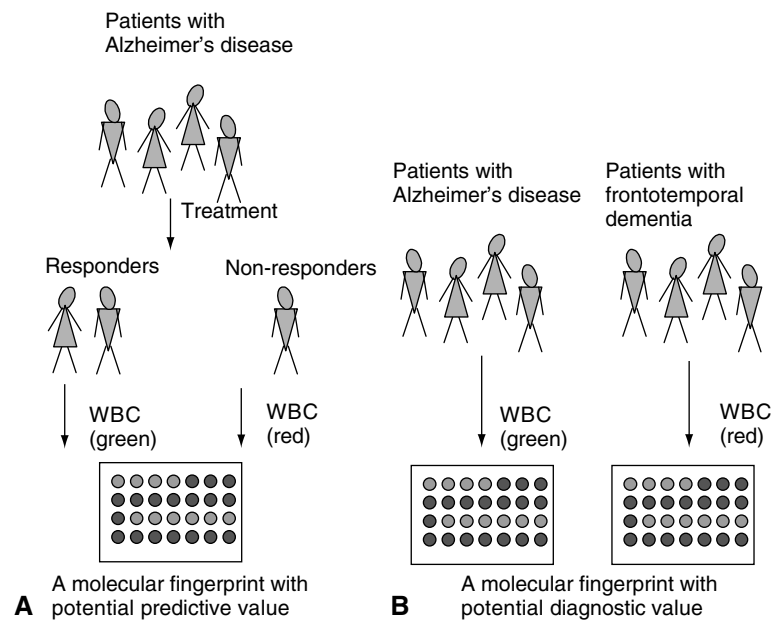 Patients with
Alzheimer's disease
Treatment
Responders
Non-responders
WBC
(green)
WBC
(red)
A
A molecular fingerprint with
potential predictive value
Patients with
Alzheimer's disease
Patients with
frontotemporal
dementia
WBC
(green)
WBC
(red)
B
A molecular fingerprint with
potential diagnostic value